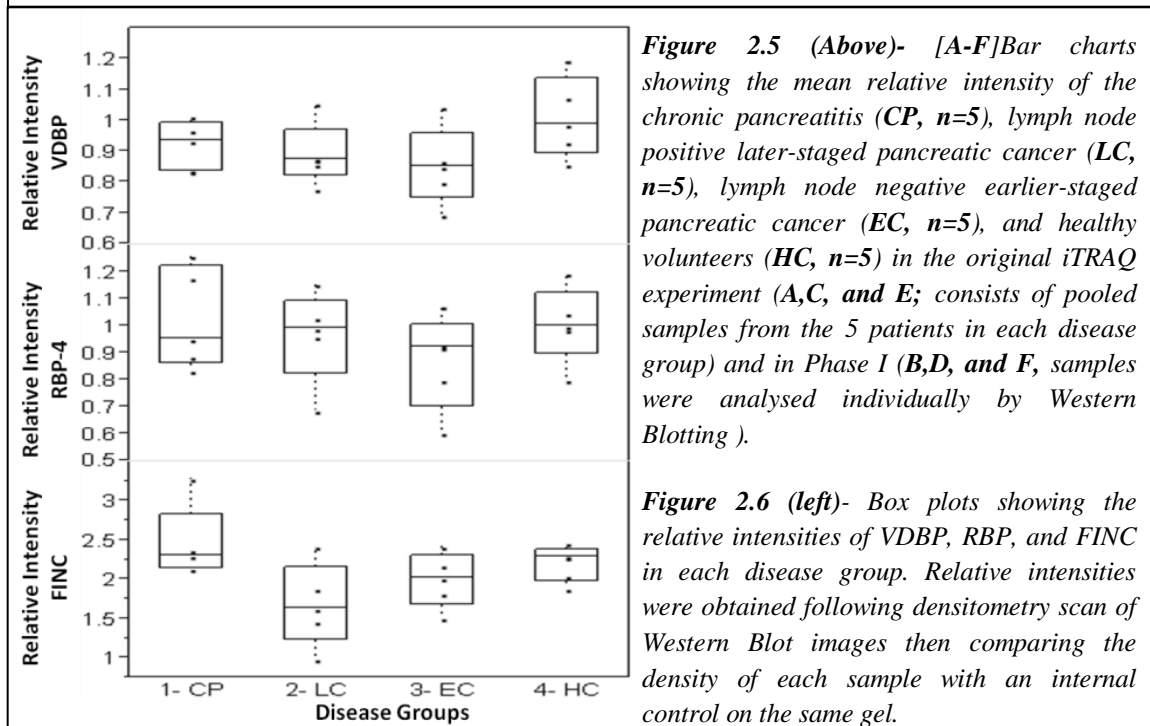 Relative Intensity
VDBP
1.2
1.1
1
0.9
0.8
0.7
0.6
Relative Intensity
RBP-4
1.2
1.1
1
0.9
0.8
0.7
0.6
0.5
Relative Intensity
FINC
3
2.5
2
1.5
1
1- CP
2- LC
3- EC
4- HC
Disease Groups
Figure 2.5 (Above)- [A-F]Bar charts
showing the mean relative intensity of the
chronic pancreatitis (CP, n=5), lymph node
positive later-staged pancreatic cancer (LC,
n=5), lymph node negative earlier-staged
pancreatic cancer (EC, n=5), and healthy
volunteers (HC, n=5) in the original iTRAQ
experiment (A,C, and E; consists of pooled
samples from the 5 patients in each disease
group) and in Phase I (B,D, and F, samples
were analysed individually by Western
Blotting ).
Figure 2.6 (left)- Box plots showing the
relative intensities of VDBP, RBP, and FINC
in each disease group. Relative intensities
were obtained following densitometry scan of
Western Blot images then comparing the
density of each sample with an internal
control on the same gel.